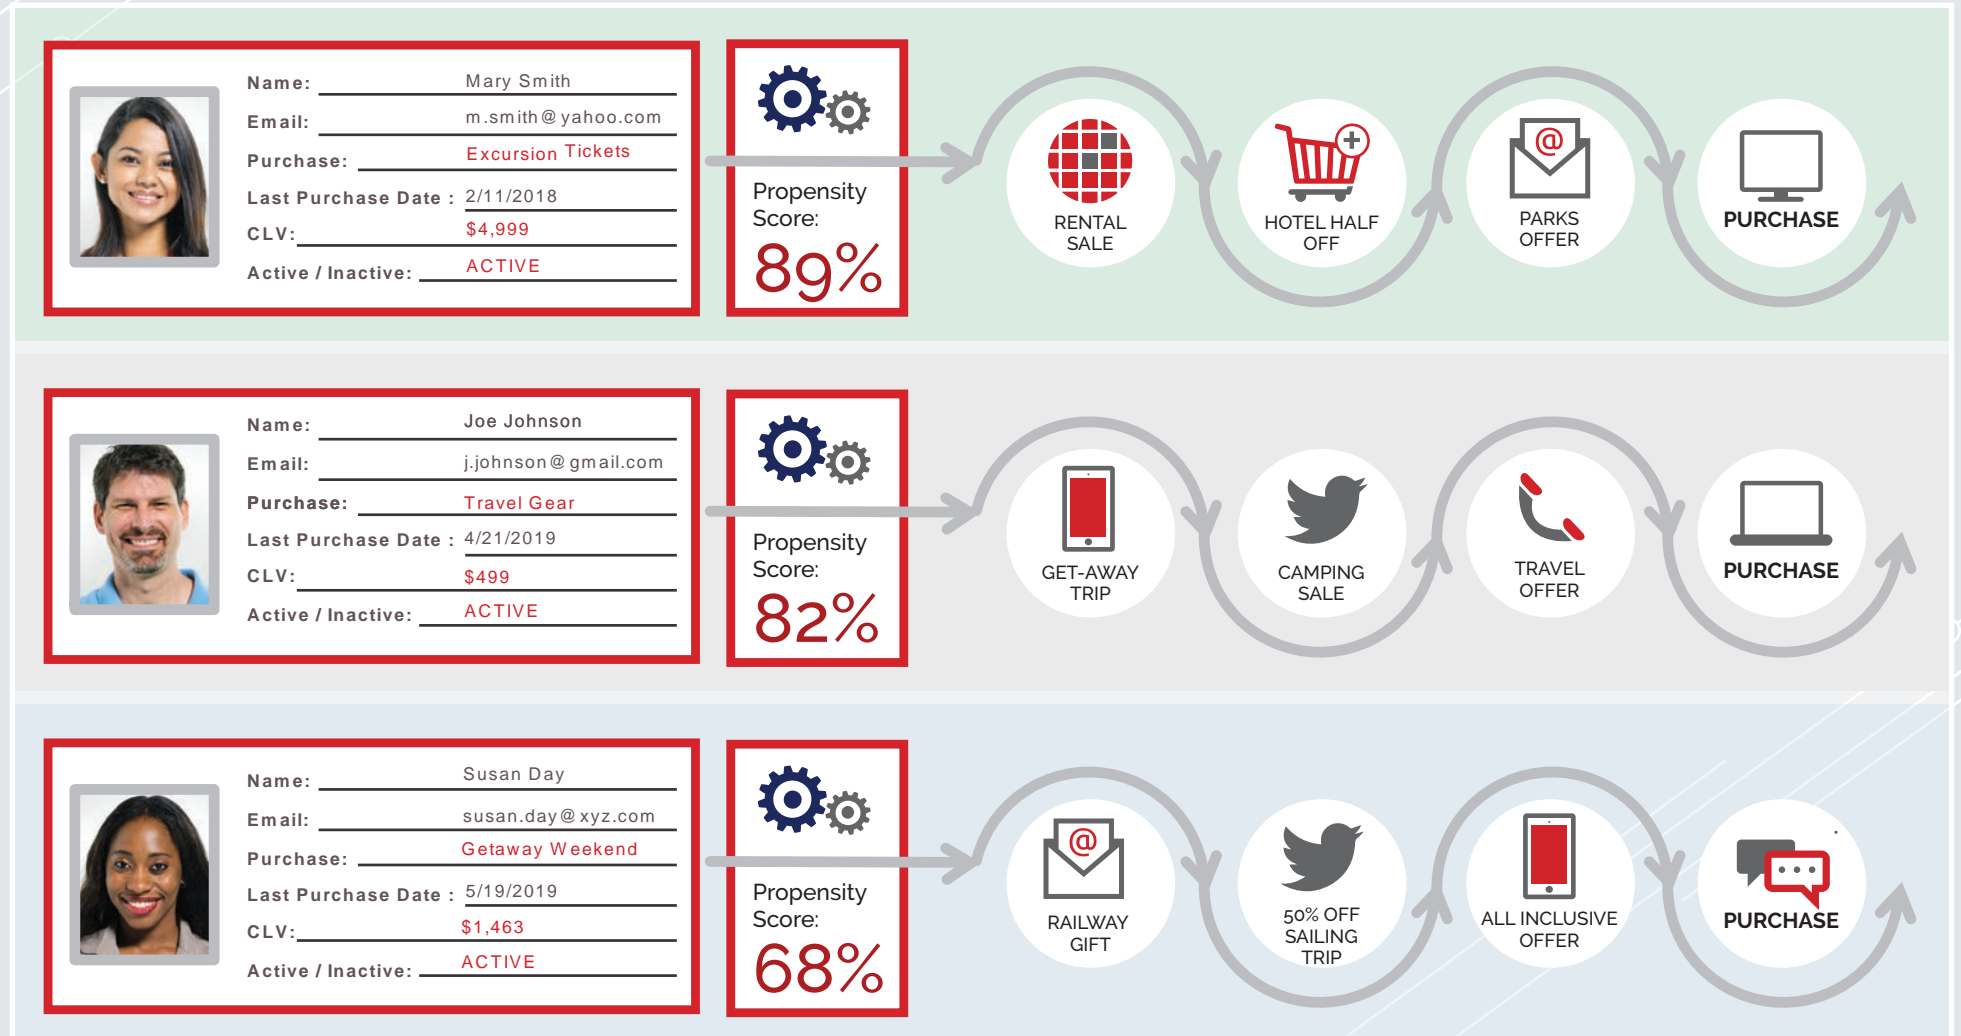 Name: Mary Smith
Email: m.smith@yahoo.com
Purchase: Excursion Tickets
Last Purchase Date : 2/11/2018
CLV: $4,999
Active / Inactive: ACTIVE
Propensity
Score:
89%
RENTAL
SALE
HOTEL HALF
OFF
@
PARKS
OFFER
PURCHASE
Name: Joe Johnson
Email: j.johnson@gmail.com
Purchase: Travel Gear
Last Purchase Date : 4/21/2019
CLV: $499
Active / Inactive: ACTIVE
Propensity
Score:
82%
GET-AWAY
TRIP
CAMPING
SALE
TRAVEL
OFFER
PURCHASE
Name: Susan Day
Email: susan.day@xyz.com
Purchase: Getaway Weekend
Last Purchase Date : 5/19/2019
CLV: $1,463
Active / Inactive: ACTIVE
Propensity
Score:
68%
@
RAILWAY
GIFT
50% OFF
SAILING
TRIP
ALL INCLUSIVE
OFFER
PURCHASE